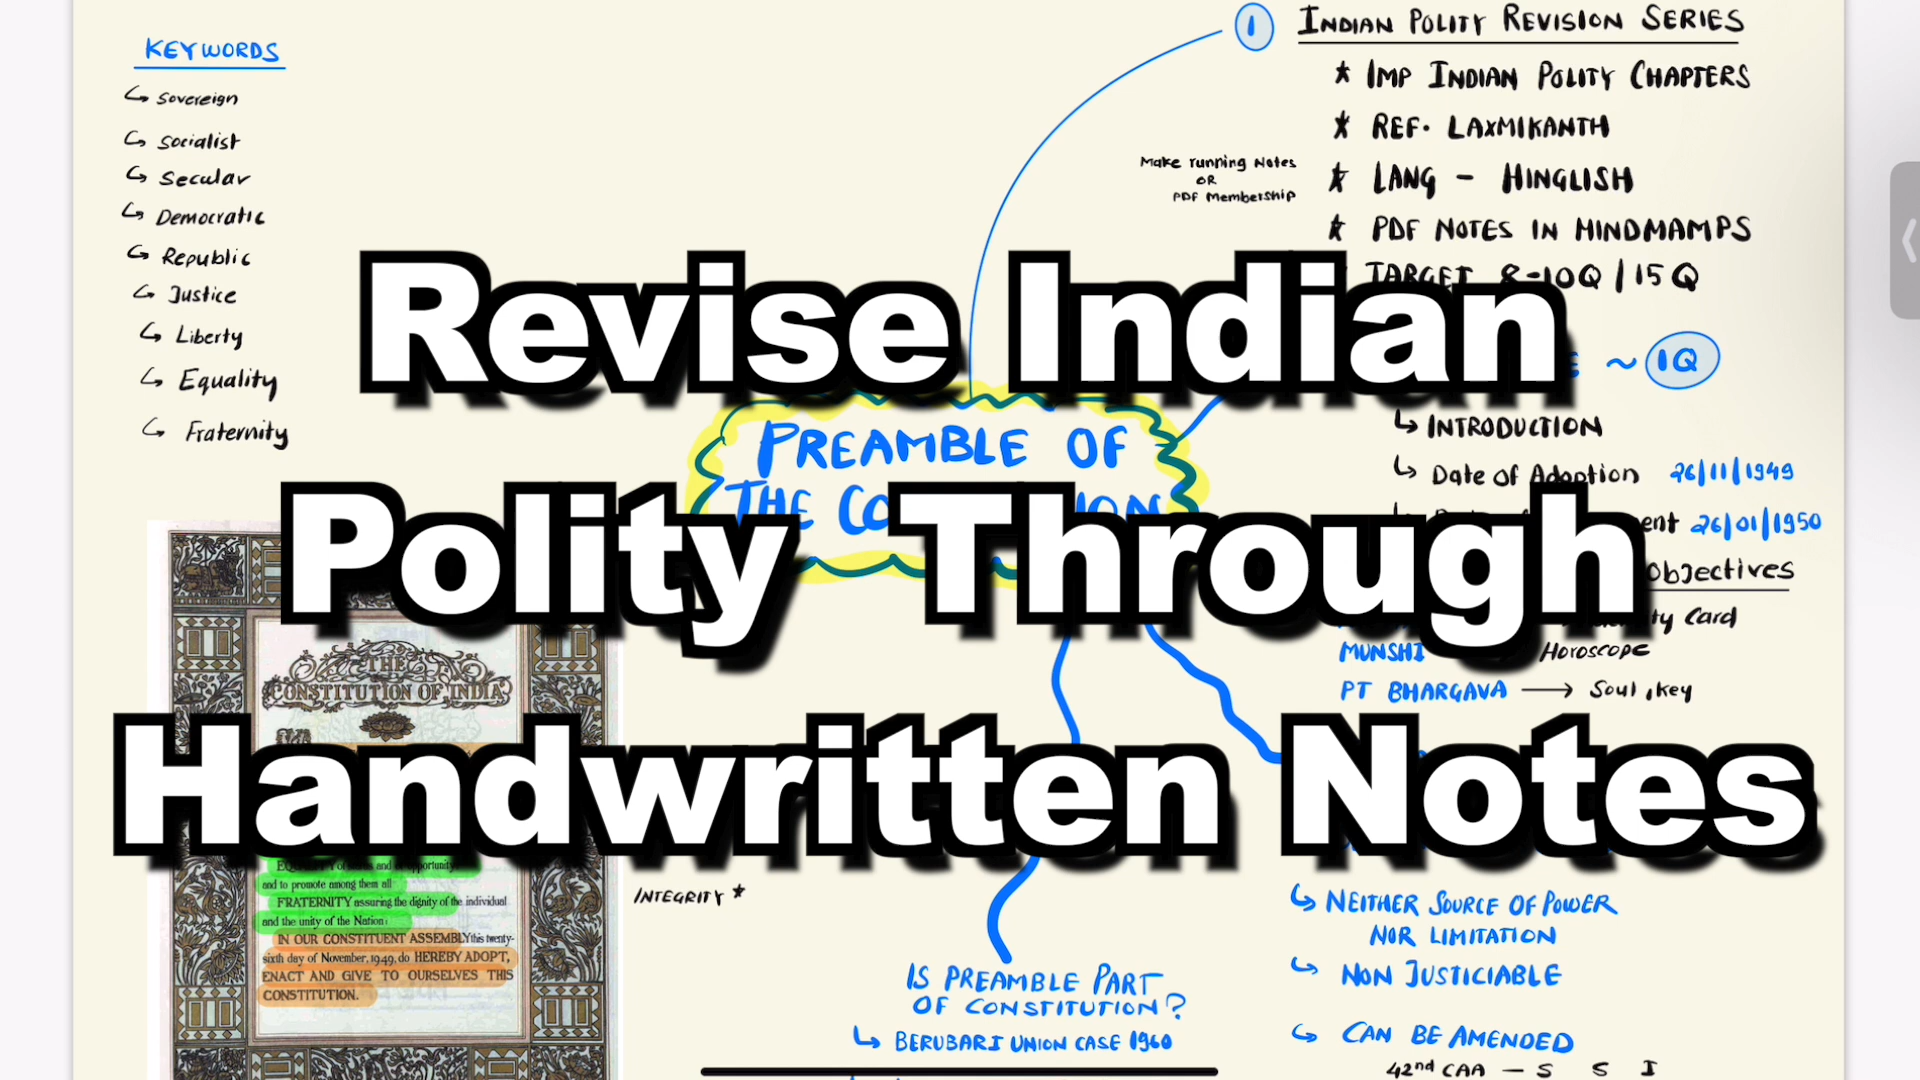 KEYWORDS
Sovereign
Socialist
Secular
Democratic
Republic
Justice
Liberty
Equality
Fraternity
1 INDIAN POLITY REVISION SERIES
* IMP INDIAN POLITY CHAPTERS
* REF. LAXMIKANTH
* LANG - HINGLISH
* PDF NOTES IN MINDMAMPS
TARGET 8-10Q / 15Q
Make running Notes
OR
PDF Membership
~ 1Q
INTRODUCTION
Date of Adoption 26/11/1949
26/01/1950
Objectives
Card
MUNSHI Horoscope
PT BHARGAVA → Soul, key
Revise Indian
Polity Through
Handwritten Notes
PREAMBLE OF
THE
THE
CONSTITUTION OF INDIA
and to promote among them all
FRATERNITY assuring the dignity of the individual
and the unity of the Nation;
IN OUR CONSTITUENT ASSEMBLY this twenty-
sixth day of November, 1949, do HEREBY ADOPT,
ENACT AND GIVE TO OURSELVES THIS
CONSTITUTION.
INTEGRITY *
IS PREAMBLE PART
OF CONSTITUTION?
BERUBARI UNION CASE 1960
NEITHER SOURCE OF POWER
NOR LIMITATION
NON JUSTICIABLE
CAN BE AMENDED
42nd CAA - S S I